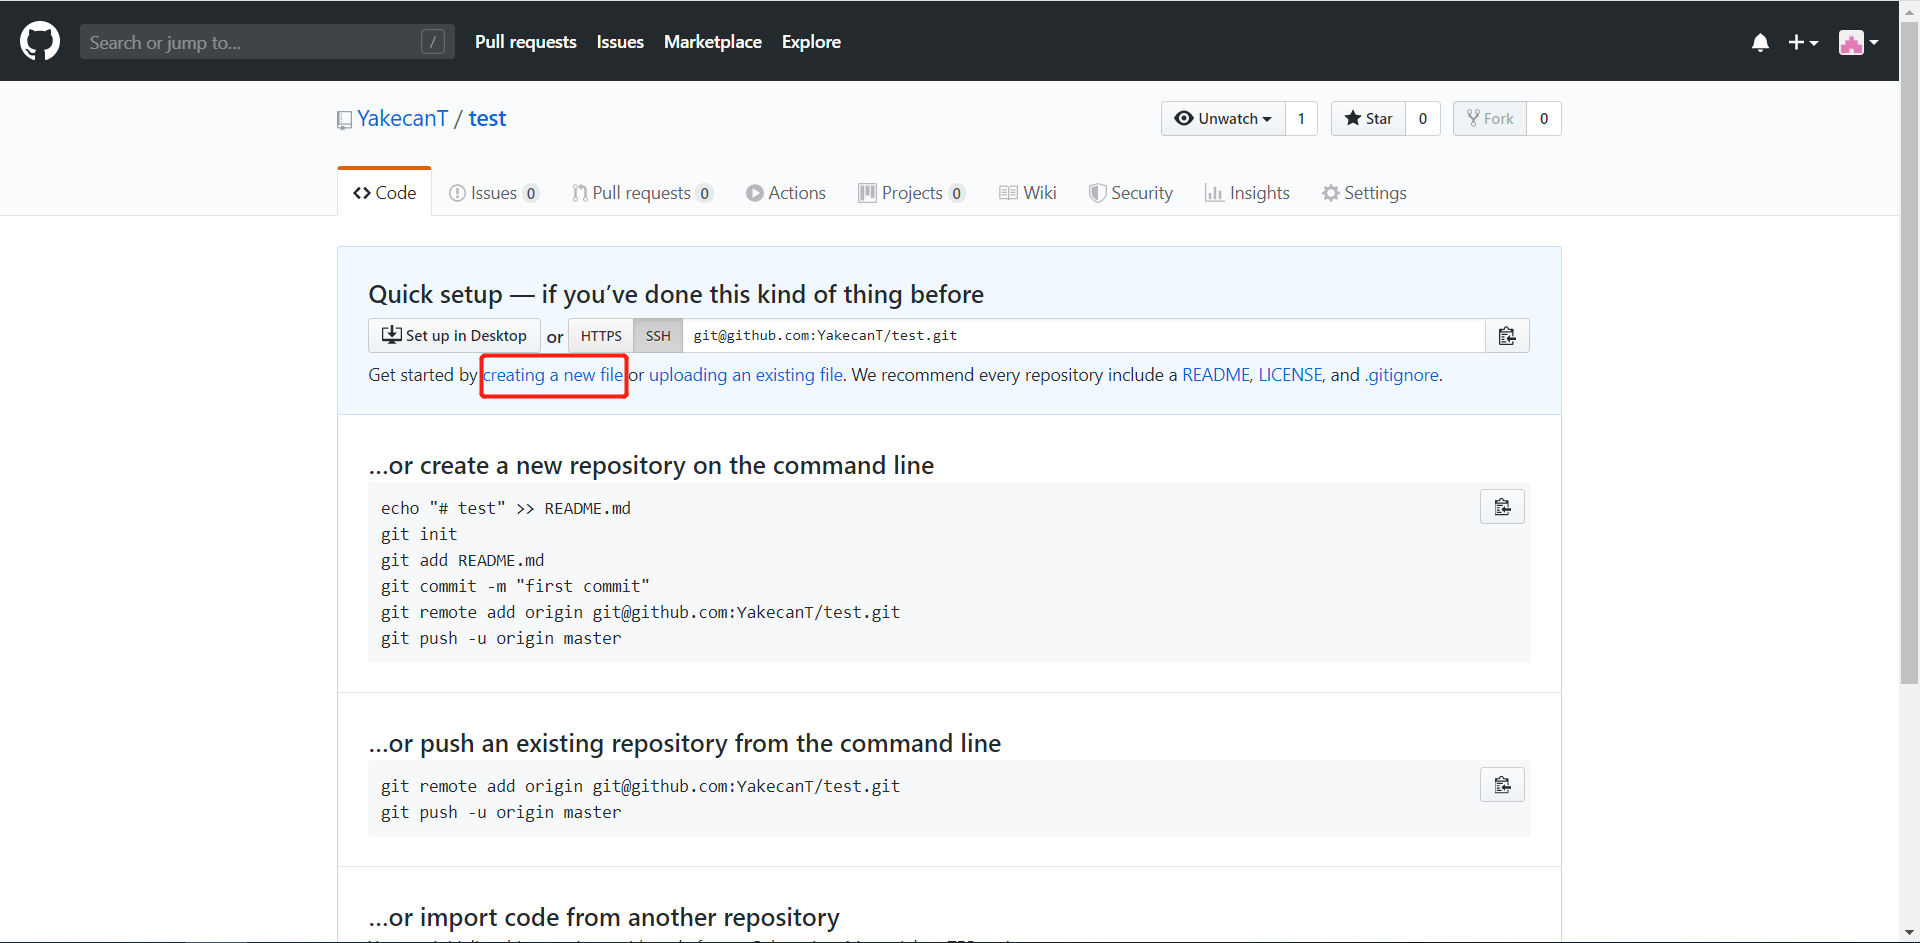 Search or jump to... / Pull requests Issues Marketplace Explore
YakecanT / test Unwatch 1 Star 0 Fork 0
Code Issues 0 Pull requests 0 Actions Projects 0 Wiki Security Insights Settings
Quick setup — if you’ve done this kind of thing before
Set up in Desktop or HTTPS SSH git@github.com:YakecanT/test.git
Get started by creating a new file or uploading an existing file. We recommend every repository include a README, LICENSE, and .gitignore.
...or create a new repository on the command line
echo "# test" >> README.md
git init
git add README.md
git commit -m "first commit"
git remote add origin git@github.com:YakecanT/test.git
git push -u origin master
...or push an existing repository from the command line
git remote add origin git@github.com:YakecanT/test.git
git push -u origin master
...or import code from another repository